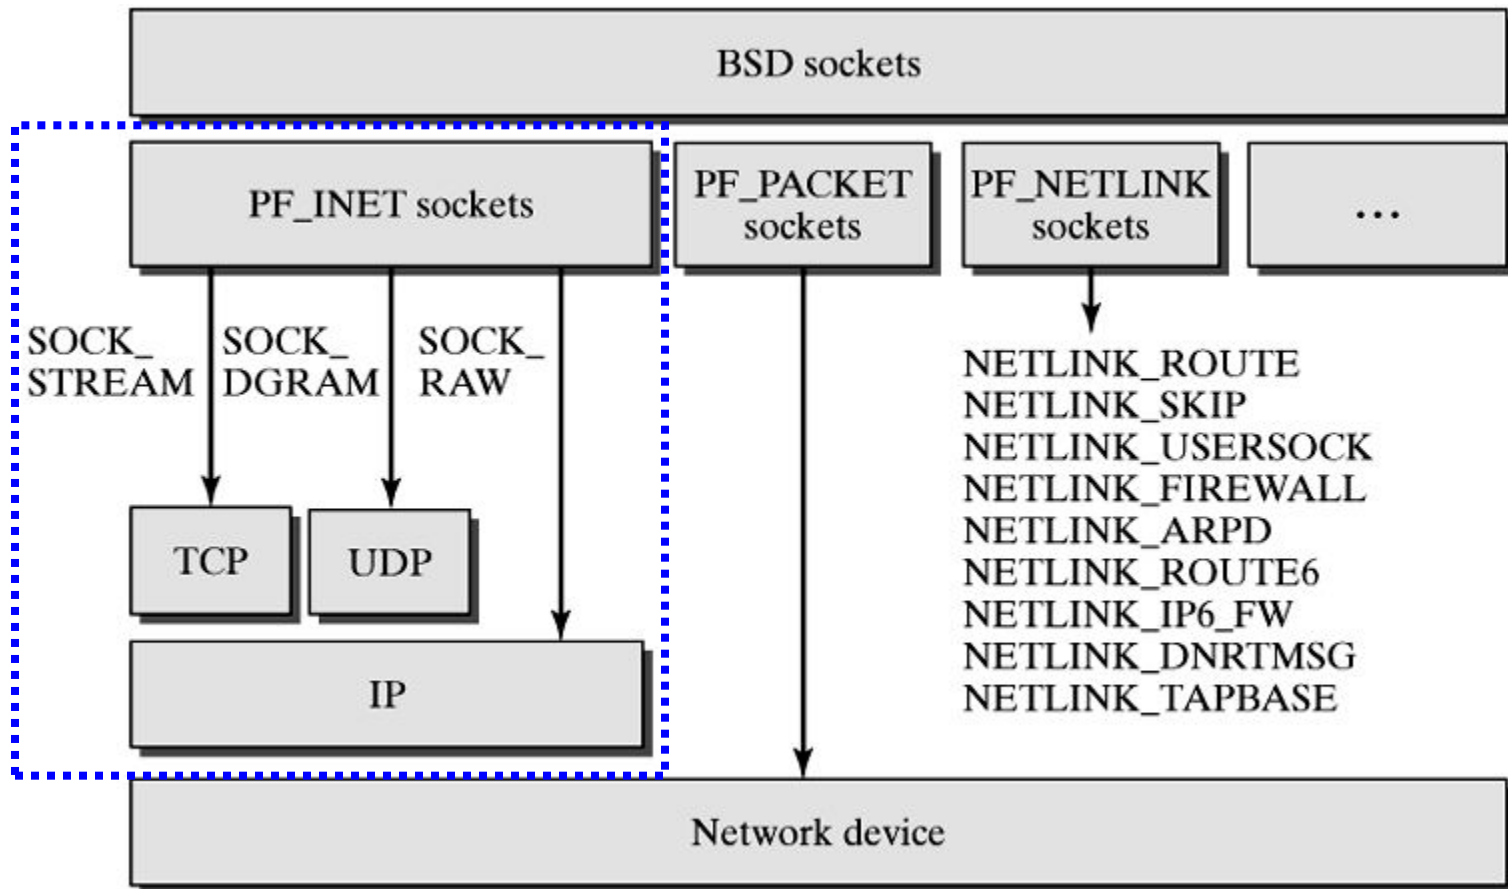 BSD sockets
PF_INET sockets
PF_PACKET
sockets
PF_NETLINK
sockets
...
SOCK_
STREAM
SOCK_
DGRAM
SOCK_
RAW
TCP
UDP
IP
NETLINK_ROUTE
NETLINK_SKIP
NETLINK_USERSOCK
NETLINK_FIREWALL
NETLINK_ARPD
NETLINK_ROUTE6
NETLINK_IP6_FW
NETLINK_DNRTMSG
NETLINK_TAPBASE
Network device